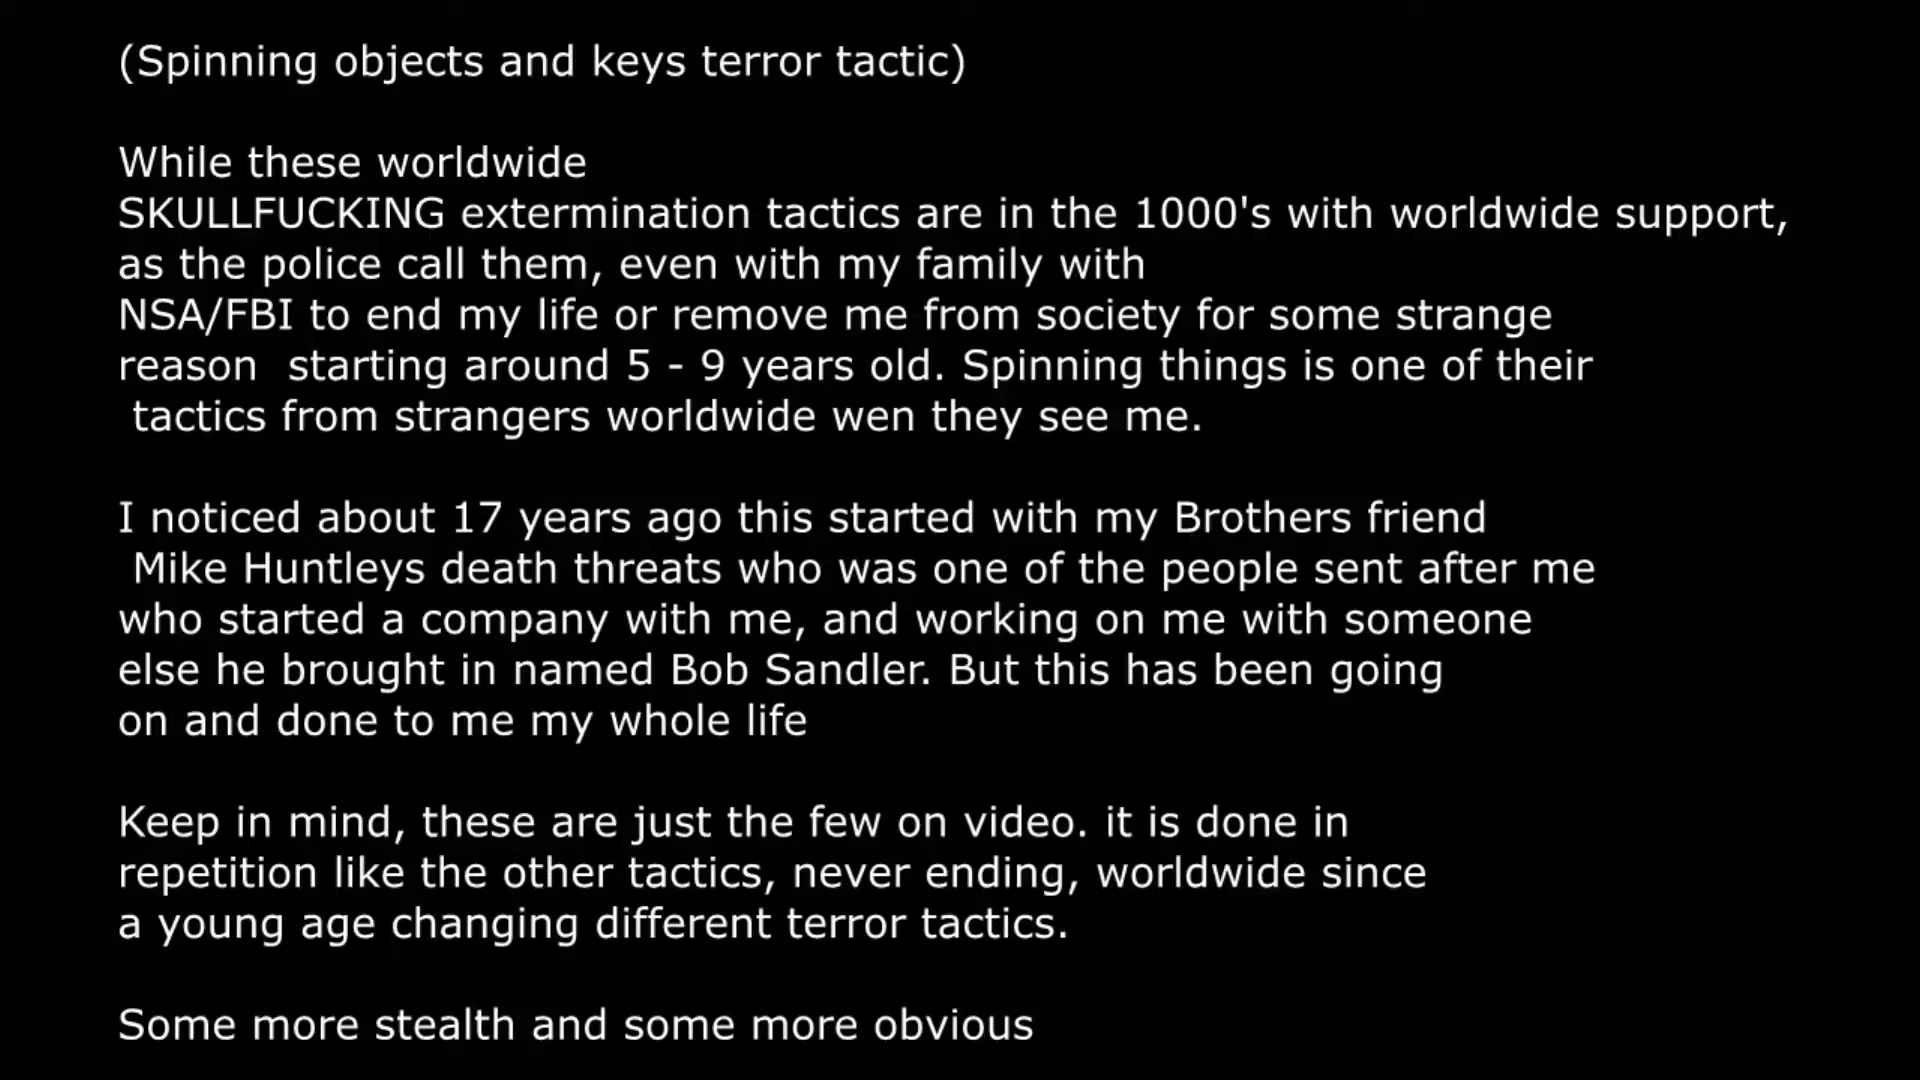 (Spinning objects and keys terror tactic)
While these worldwide
SKULLFUCKING extermination tactics are in the 1000's with worldwide support,
as the police call them, even with my family with
NSA/FBI to end my life or remove me from society for some strange
reason  starting around 5 - 9 years old. Spinning things is one of their
tactics from strangers worldwide wen they see me.
I noticed about 17 years ago this started with my Brothers friend
Mike Huntleys death threats who was one of the people sent after me
who started a company with me, and working on me with someone
else he brought in named Bob Sandler. But this has been going
on and done to me my whole life
Keep in mind, these are just the few on video. it is done in
repetition like the other tactics, never ending, worldwide since
a young age changing different terror tactics.
Some more stealth and some more obvious